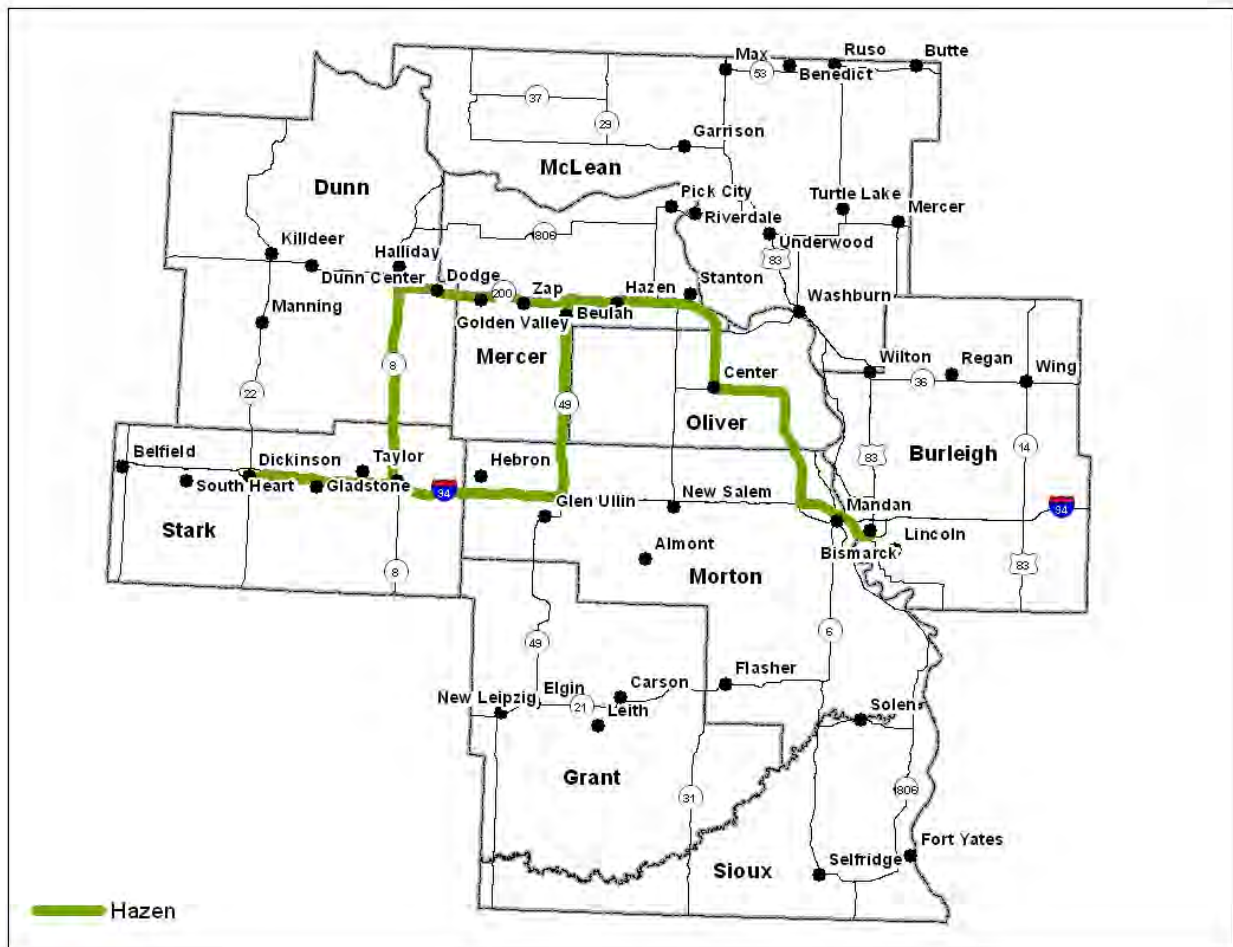 Max
Ruso
Butte
53
Benedict
37
29
Garrison
McLean
Dunn
Pick City
Riverdale
Turtle Lake
Mercer
1806
Underwood
83
Killdeer
Halliday
Dunn Center
Dodge
200
Zap
Hazen
Stanton
Washburn
Manning
Golden Valley
Beulah
Mercer
8
Center
Wilton
Regan
Wing
36
22
49
Oliver
14
83
Burleigh
Belfield
Dickinson
Taylor
Hebron
South Heart
Gladstone
94
Glen Ullin
New Salem
Mandan
94
Lincoln
Stark
Bismarck
Almont
Morton
8
83
49
6
Flasher
Carson
Elgin
New Leipzig
21
Leith
Solen
Grant
31
1806
Fort Yates
Selfridge
Sioux
Hazen